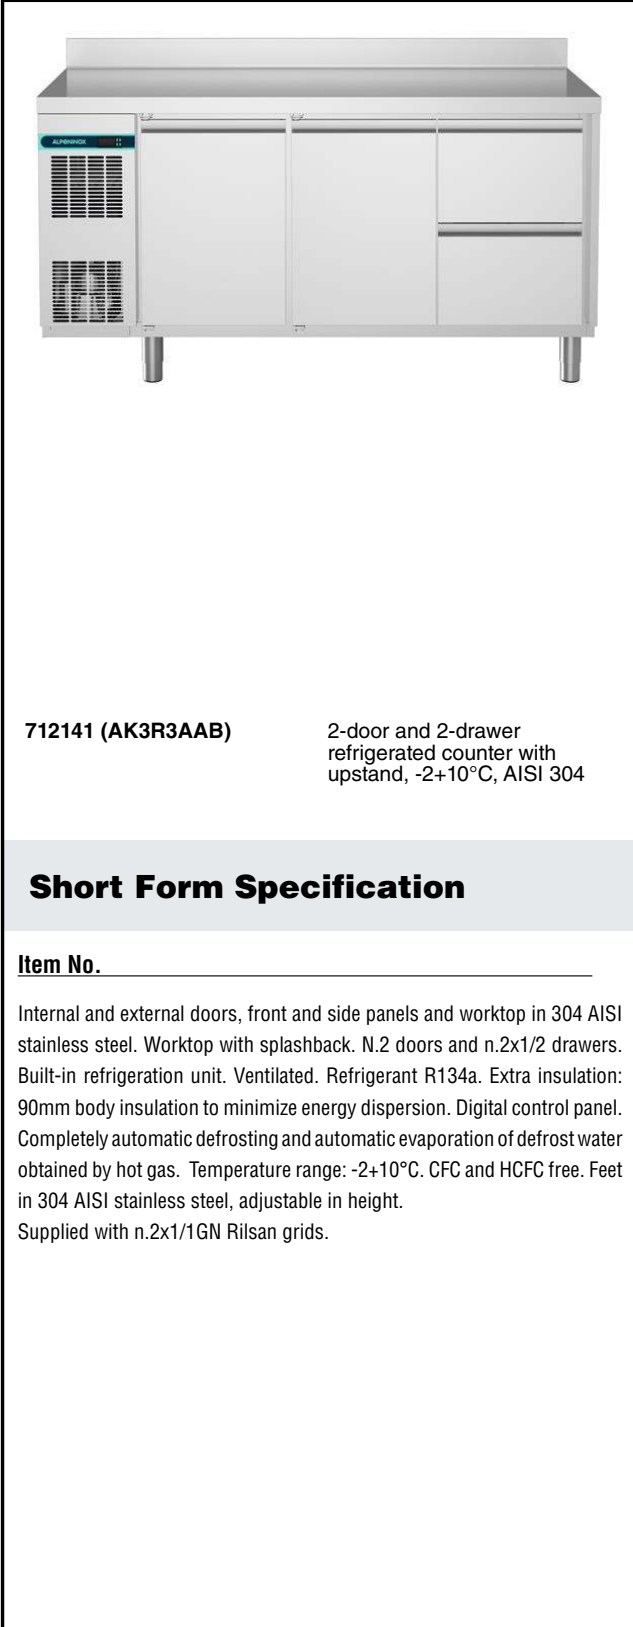 ALPENINOX
712141 (AK3R3AAB)
2-door and 2-drawer
refrigerated counter with
upstand, -2+10°C, AISI 304
Short Form Specification
Item No.
Internal and external doors, front and side panels and worktop in 304 AISI
stainless steel. Worktop with splashback. N.2 doors and n.2x1/2 drawers.
Built-in refrigeration unit. Ventilated. Refrigerant R134a. Extra insulation:
90mm body insulation to minimize energy dispersion. Digital control panel.
Completely automatic defrosting and automatic evaporation of defrost water
obtained by hot gas. Temperature range: -2+10°C. CFC and HCFC free. Feet
in 304 AISI stainless steel, adjustable in height.
Supplied with n.2x1/1GN Rilsan grids.